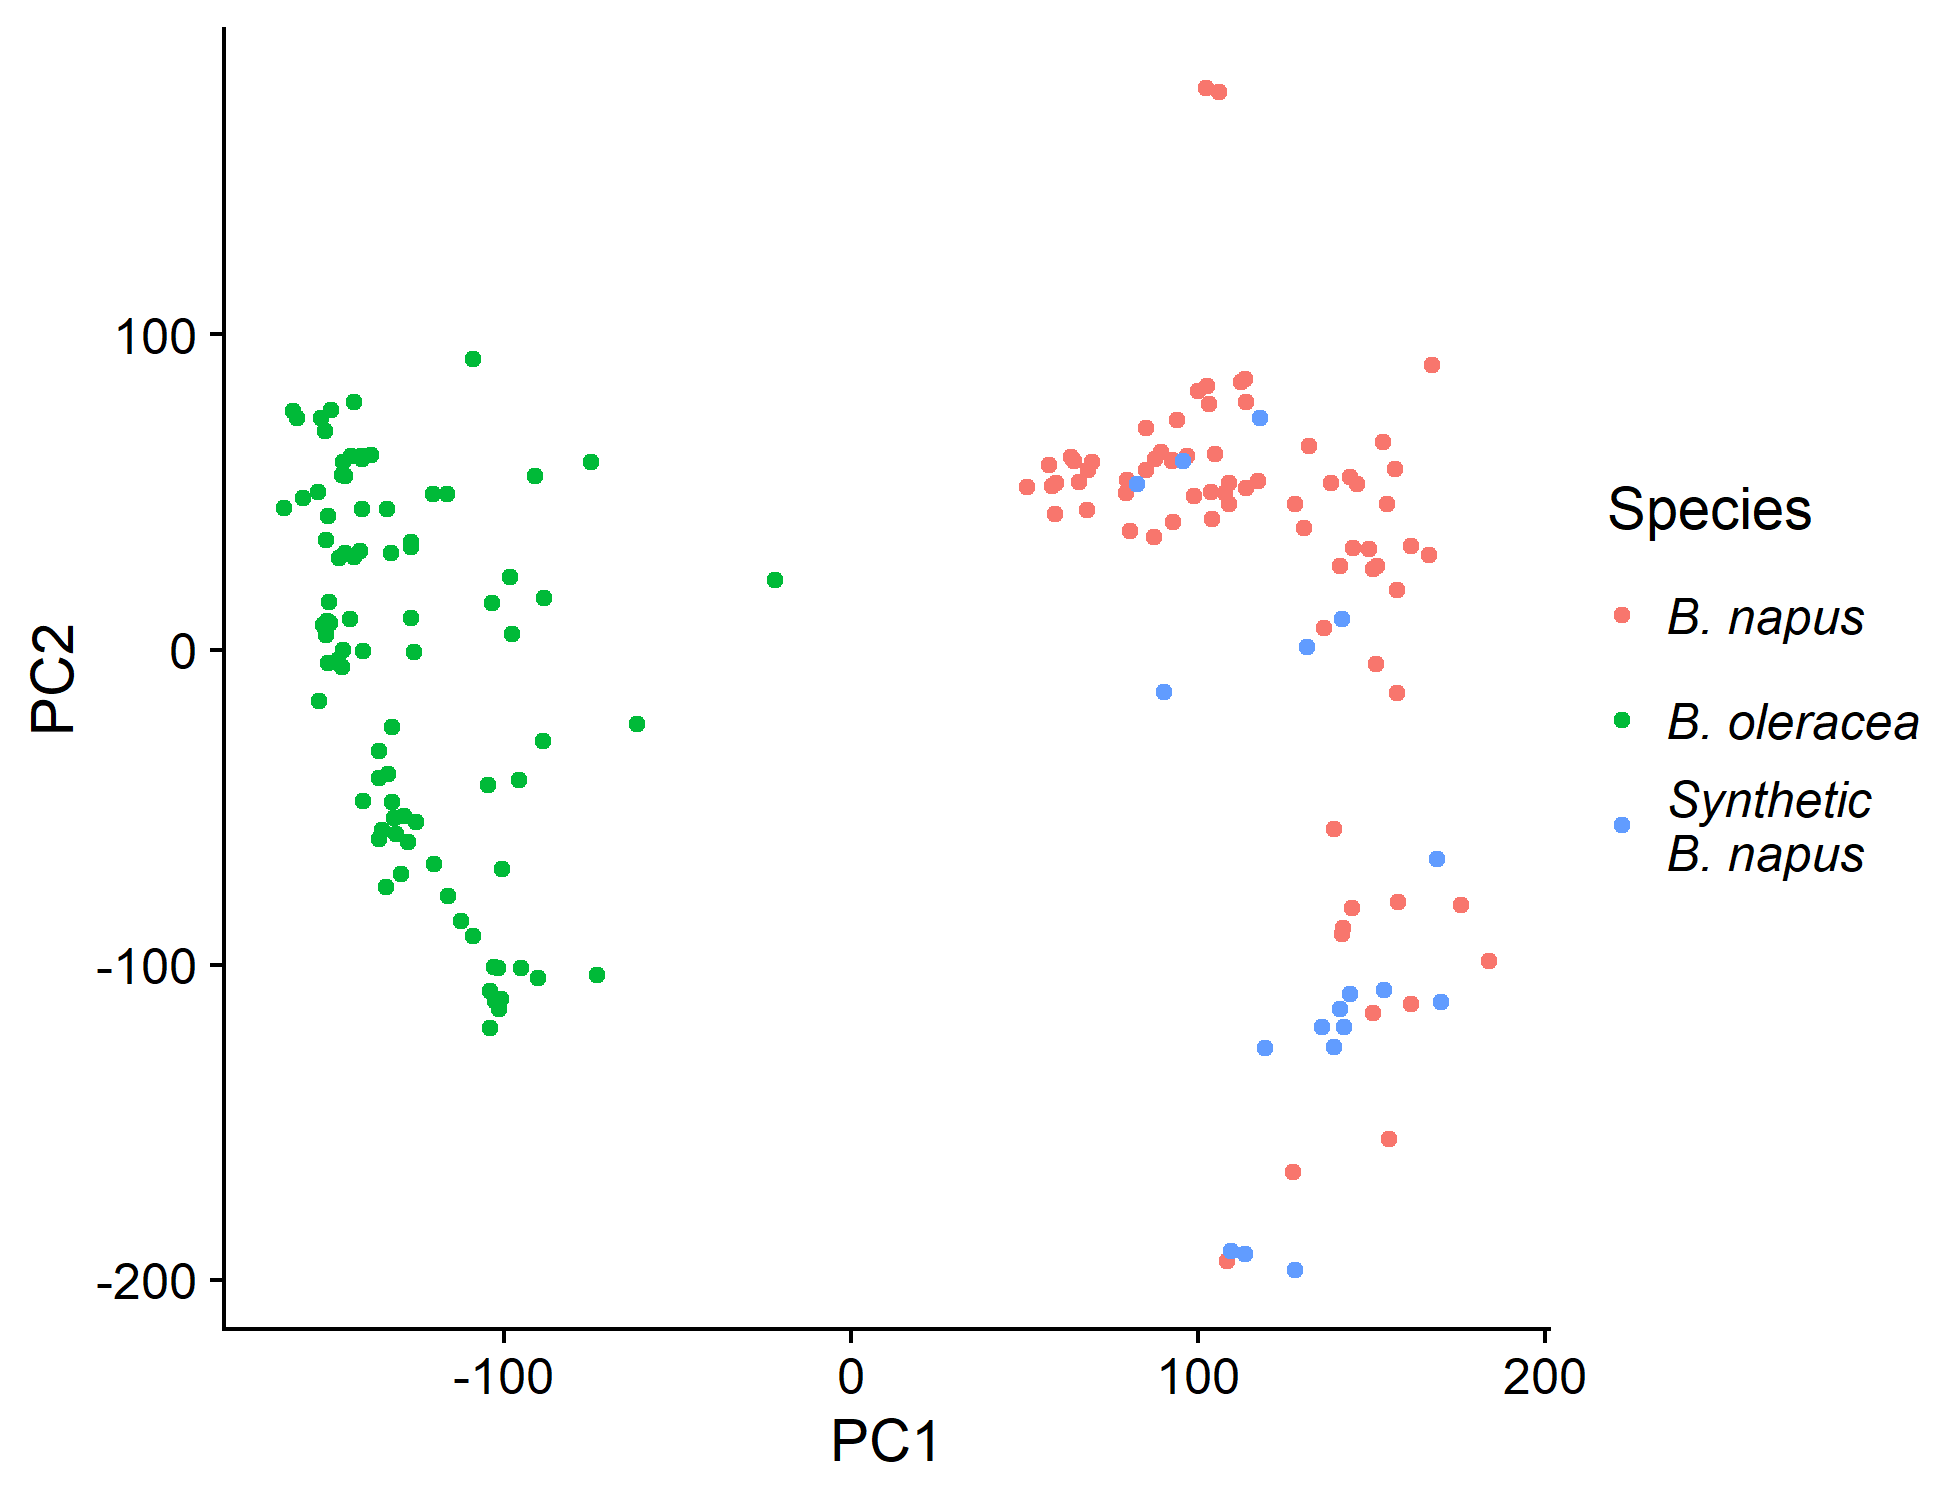 100
0
-100
-200
PC2
-100
0
100
200
PC1
Species
B. napus
B. oleracea
Synthetic
B. napus